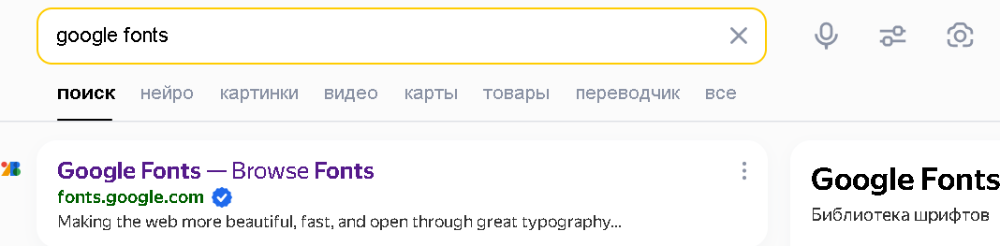 google fonts
поиск нейро картинки видео карты товары переводчик все
Google Fonts — Browse Fonts
fonts.google.com
Making the web more beautiful, fast, and open through great typography...
Google Fonts
Библиотека шрифтов